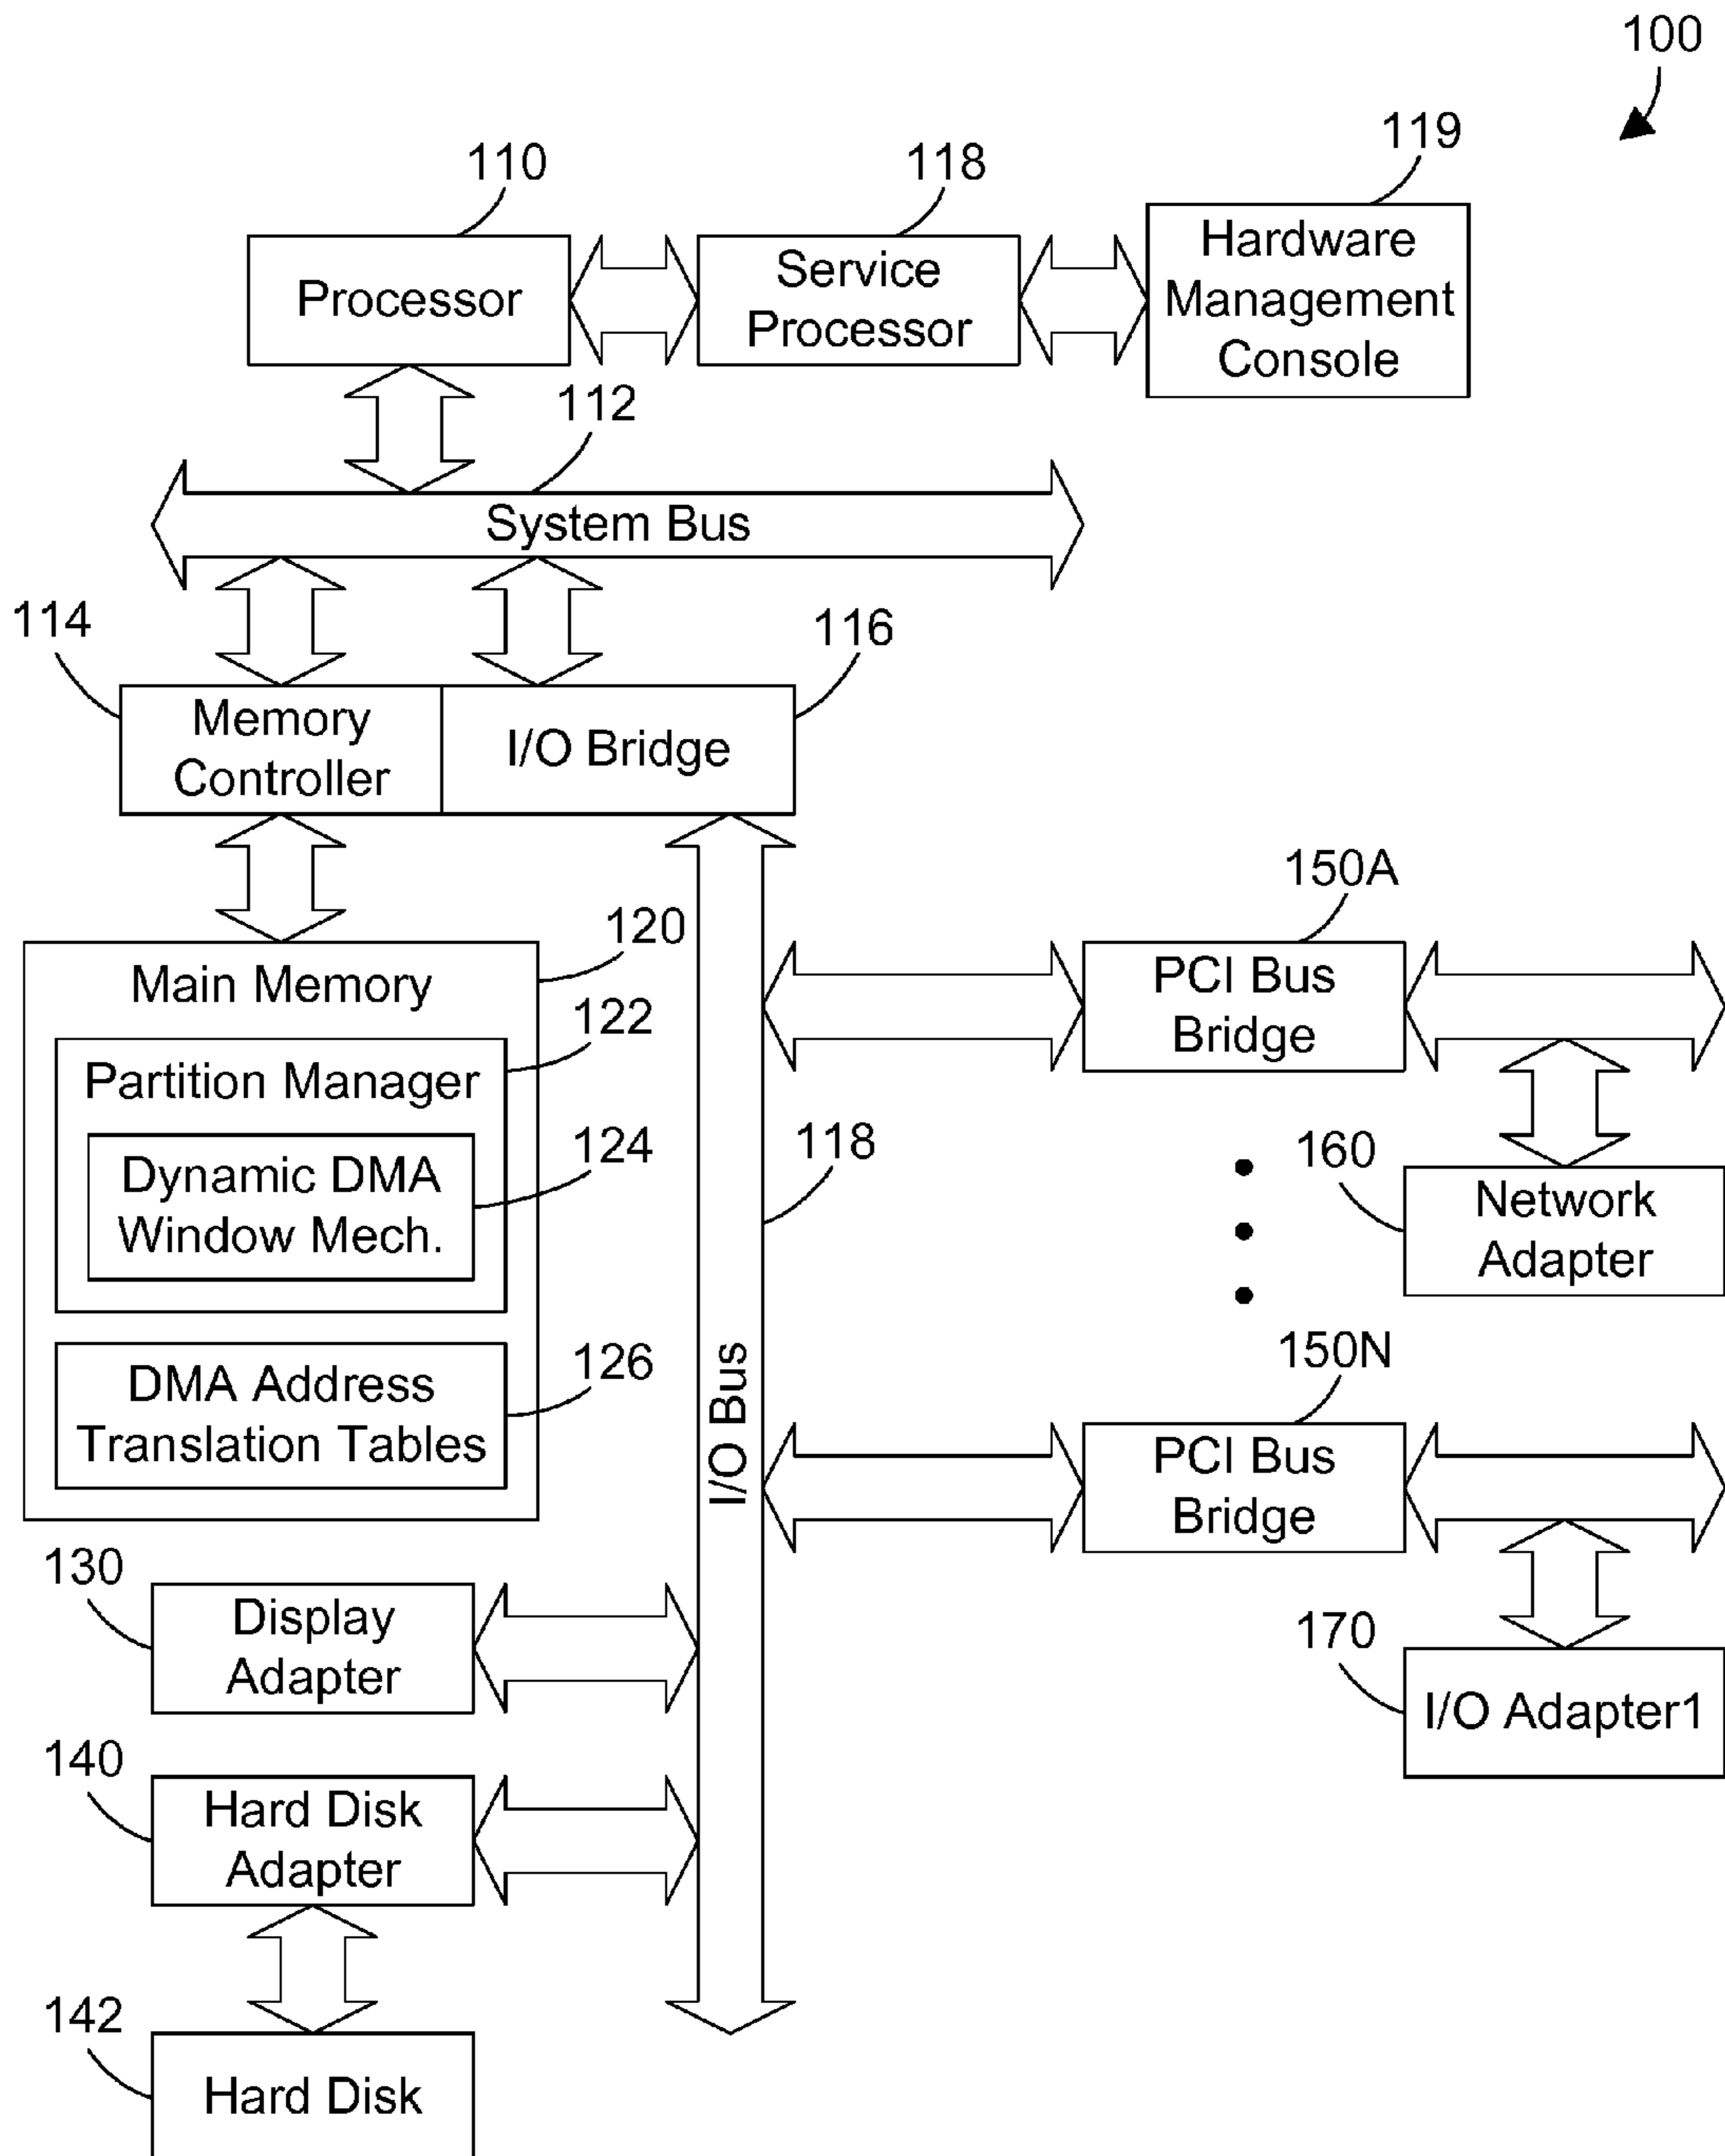 100
110
118
119
Processor
Service
Processor
Hardware
Management
Console
112
System Bus
114
116
Memory
Controller
I/O Bridge
120
Main Memory
122
Partition Manager
124
Dynamic DMA
Window Mech.
126
DMA Address
Translation Tables
118
I/O Bus
150A
PCI Bus
Bridge
160
Network
Adapter
150N
PCI Bus
Bridge
170
I/O Adapter1
130
Display
Adapter
140
Hard Disk
Adapter
142
Hard Disk